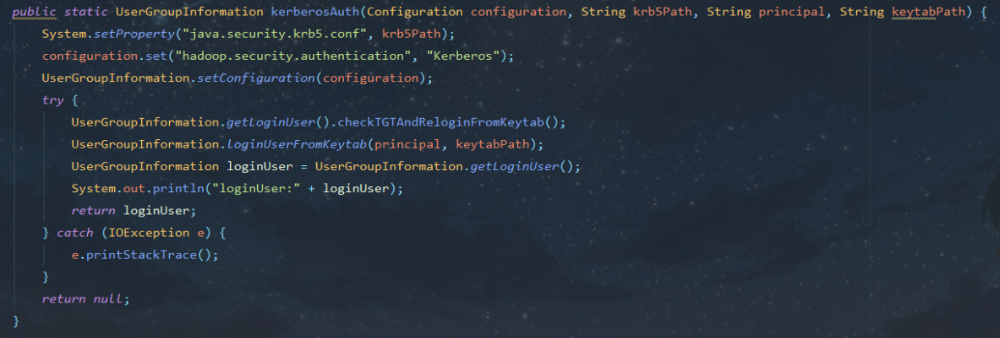 public static UserGroupInformation kerberosAuth(Configuration configuration, String krb5Path, String principal, String keytabPath) {
System.setProperty("java.security.krb5.conf", krb5Path);
configuration.set("hadoop.security.authentication", "Kerberos");
UserGroupInformation.setConfiguration(configuration);
try {
UserGroupInformation.getLoginUser().checkTGTAndReloginFromKeytab();
UserGroupInformation.loginUserFromKeytab(principal, keytabPath);
UserGroupInformation loginUser = UserGroupInformation.getLoginUser();
System.out.println("loginUser:" + loginUser);
return loginUser;
} catch (IOException e) {
e.printStackTrace();
}
return null;
}